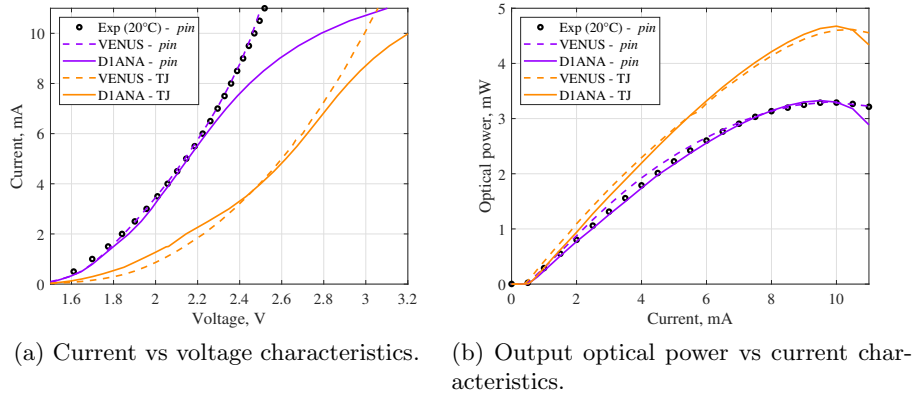 Exp (20°C) - pin
VENUS - pin
D1ANA - pin
VENUS - TJ
D1ANA - TJ
Current, mA
10
8
6
4
2
0
1.6
1.8
2
2.2
2.4
2.6
2.8
3
3.2
Voltage, V
(a) Current vs voltage characteristics.
Exp (20°C) - pin
VENUS - pin
D1ANA - pin
VENUS - TJ
D1ANA - TJ
Optical power, mW
5
4
3
2
1
0
0
2
4
6
8
10
Current, mA
(b) Output optical power vs current char-
acteristics.